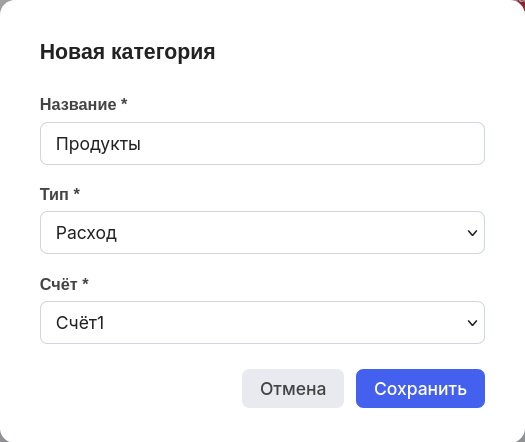 Новая категория
Название *
Продукты
Тип *
Расход
Счёт *
Счёт1
Отмена Сохранить